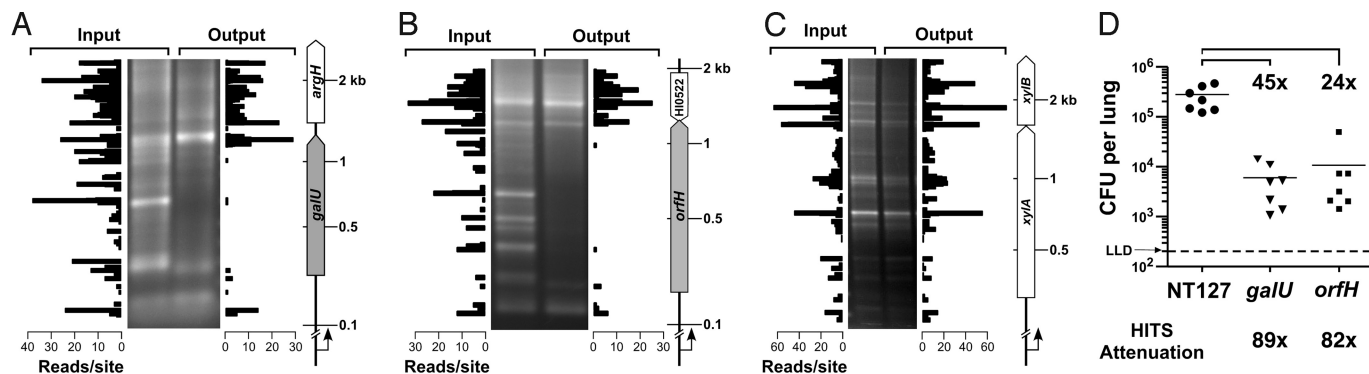 A
Input
Output
argH
2 kb
1
galU
0.5
0.1
40
30
20
10
0
0
10
20
30
Reads/site
B
Input
Output
2 kb
HI0522
1
orfH
0.5
0.1
30
20
10
0
0
10
20
30
Reads/site
C
Input
Output
xylB
2 kb
1
xylA
0.5
60
40
20
0
0
20
40
60
Reads/site
D
CFU per lung
10^6
10^5
10^4
10^3
10^2
LLD
45x
24x
NT127
galU
orfH
HITS
Attenuation
89x
82x